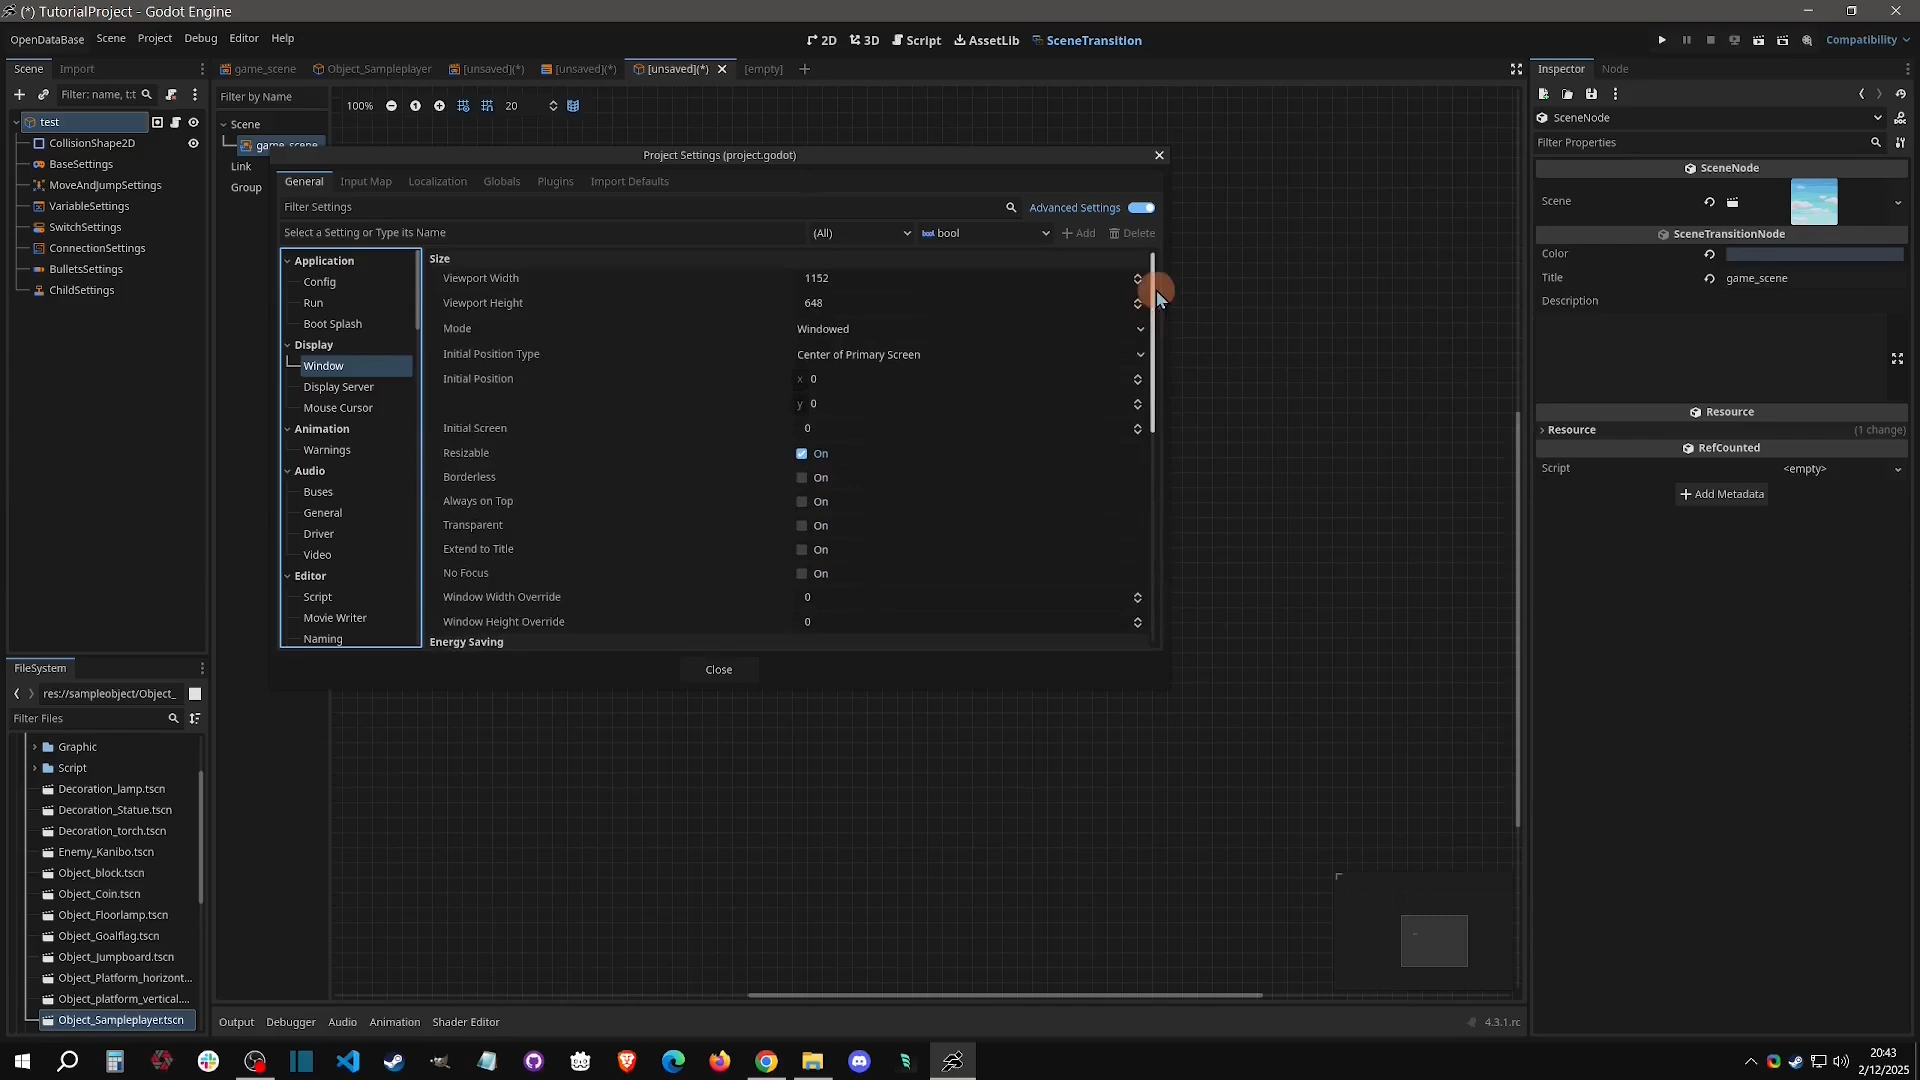 (*) TutorialProject - Godot Engine
OpenDataBase Scene Project Debug Editor Help
2D 3D Script AssetLib SceneTransition
Compatibility
Scene Import
game_scene Object_Sampleplayer [unsaved](*) [unsaved](*) [unsaved](*) [empty]
Inspector Node
Filter: name, t:t
Filter by Name
100% 20
test
Scene
game_scene
Link
Group
CollisionShape2D
BaseSettings
MoveAndJumpSettings
VariableSettings
SwitchSettings
ConnectionSettings
BulletsSettings
ChildSettings
Project Settings (project.godot)
General Input Map Localization Globals Plugins Import Defaults
Filter Settings Advanced Settings
Select a Setting or Type its Name (All) bool bool Add Delete
Application
Config
Run
Boot Splash
Display
Window
Display Server
Mouse Cursor
Animation
Warnings
Audio
Buses
General
Driver
Video
Editor
Script
Movie Writer
Naming
Size
Viewport Width 1152
Viewport Height 648
Mode Windowed
Initial Position Type Center of Primary Screen
Initial Position x 0
y 0
Initial Screen 0
Resizable On
Borderless On
Always on Top On
Transparent On
Extend to Title On
No Focus On
Window Width Override 0
Window Height Override 0
Energy Saving
Close
SceneNode
Filter Properties
SceneNode
Scene
SceneTransitionNode
Color
Title game_scene
Description
Resource
Resource (1 change)
RefCounted
Script <empty>
Add Metadata
FileSystem
res://sampleobject/Object_
Filter Files
Graphic
Script
Decoration_lamp.tscn
Decoration_Statue.tscn
Decoration_torch.tscn
Enemy_Kanibo.tscn
Object_block.tscn
Object_Coin.tscn
Object_Floorlamp.tscn
Object_Goalflag.tscn
Object_Jumpboard.tscn
Object_Platform_horizont...
Object_platform_vertical....
Object_Sampleplayer.tscn
Output Debugger Audio Animation Shader Editor
4.3.1.rc
20:43
2/12/2025